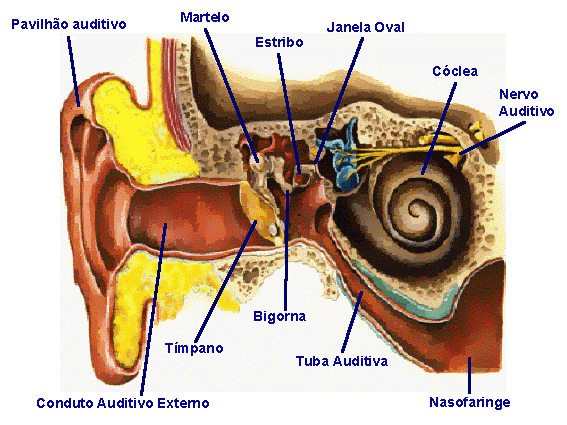 Martelo
Pavilhão auditivo
Janela Oval
Estribo
Cóclea
Nervo
Auditivo
Bigorna
Tímpano
Tuba Auditiva
Conduto Auditivo Externo
Nasofaringe